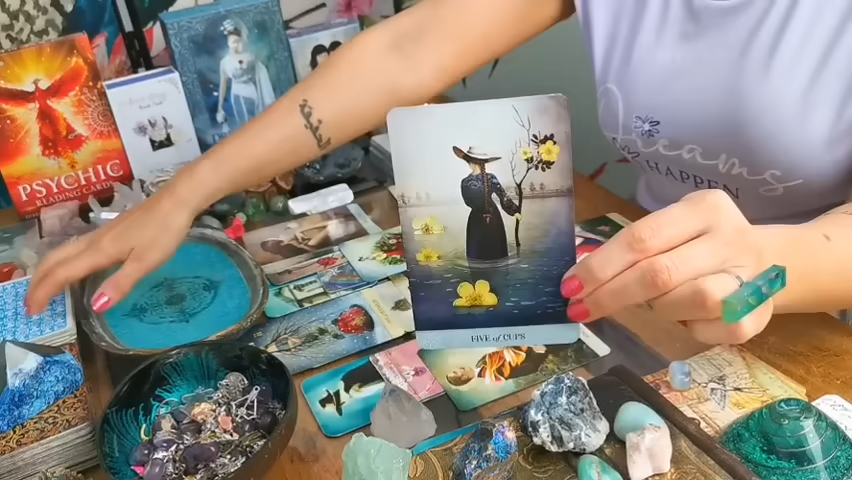 PSYCHIC
READING CARDS
Dreams
HAPPEN
FIVE of CUPS